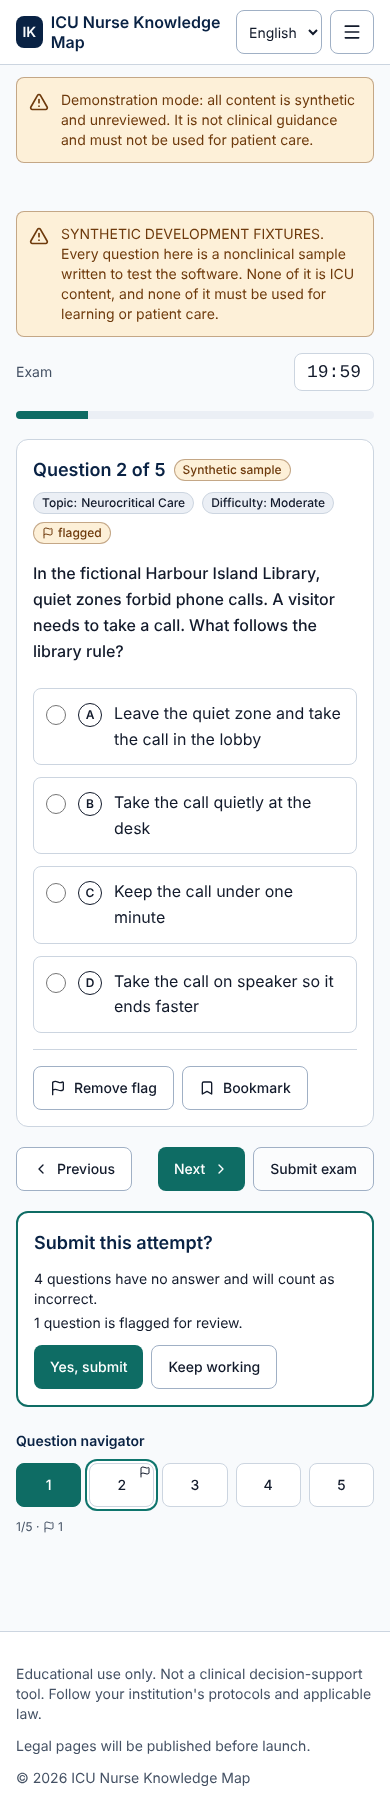 IK
ICU Nurse Knowledge
Map
English
Demonstration mode: all content is synthetic
and unreviewed. It is not clinical guidance
and must not be used for patient care.
SYNTHETIC DEVELOPMENT FIXTURES.
Every question here is a nonclinical sample
written to test the software. None of it is ICU
content, and none of it must be used for
learning or patient care.
Exam
19:59
Question 2 of 5
Synthetic sample
Topic: Neurocritical Care
Difficulty: Moderate
flagged
In the fictional Harbour Island Library,
quiet zones forbid phone calls. A visitor
needs to take a call. What follows the
library rule?
A
Leave the quiet zone and take
the call in the lobby
B
Take the call quietly at the
desk
C
Keep the call under one
minute
D
Take the call on speaker so it
ends faster
Remove flag
Bookmark
Previous
Next
Submit exam
Submit this attempt?
4 questions have no answer and will count as
incorrect.
1 question is flagged for review.
Yes, submit
Keep working
Question navigator
1
2
3
4
5
1/5 · 1
Educational use only. Not a clinical decision-support
tool. Follow your institution's protocols and applicable
law.
Legal pages will be published before launch.
© 2026 ICU Nurse Knowledge Map